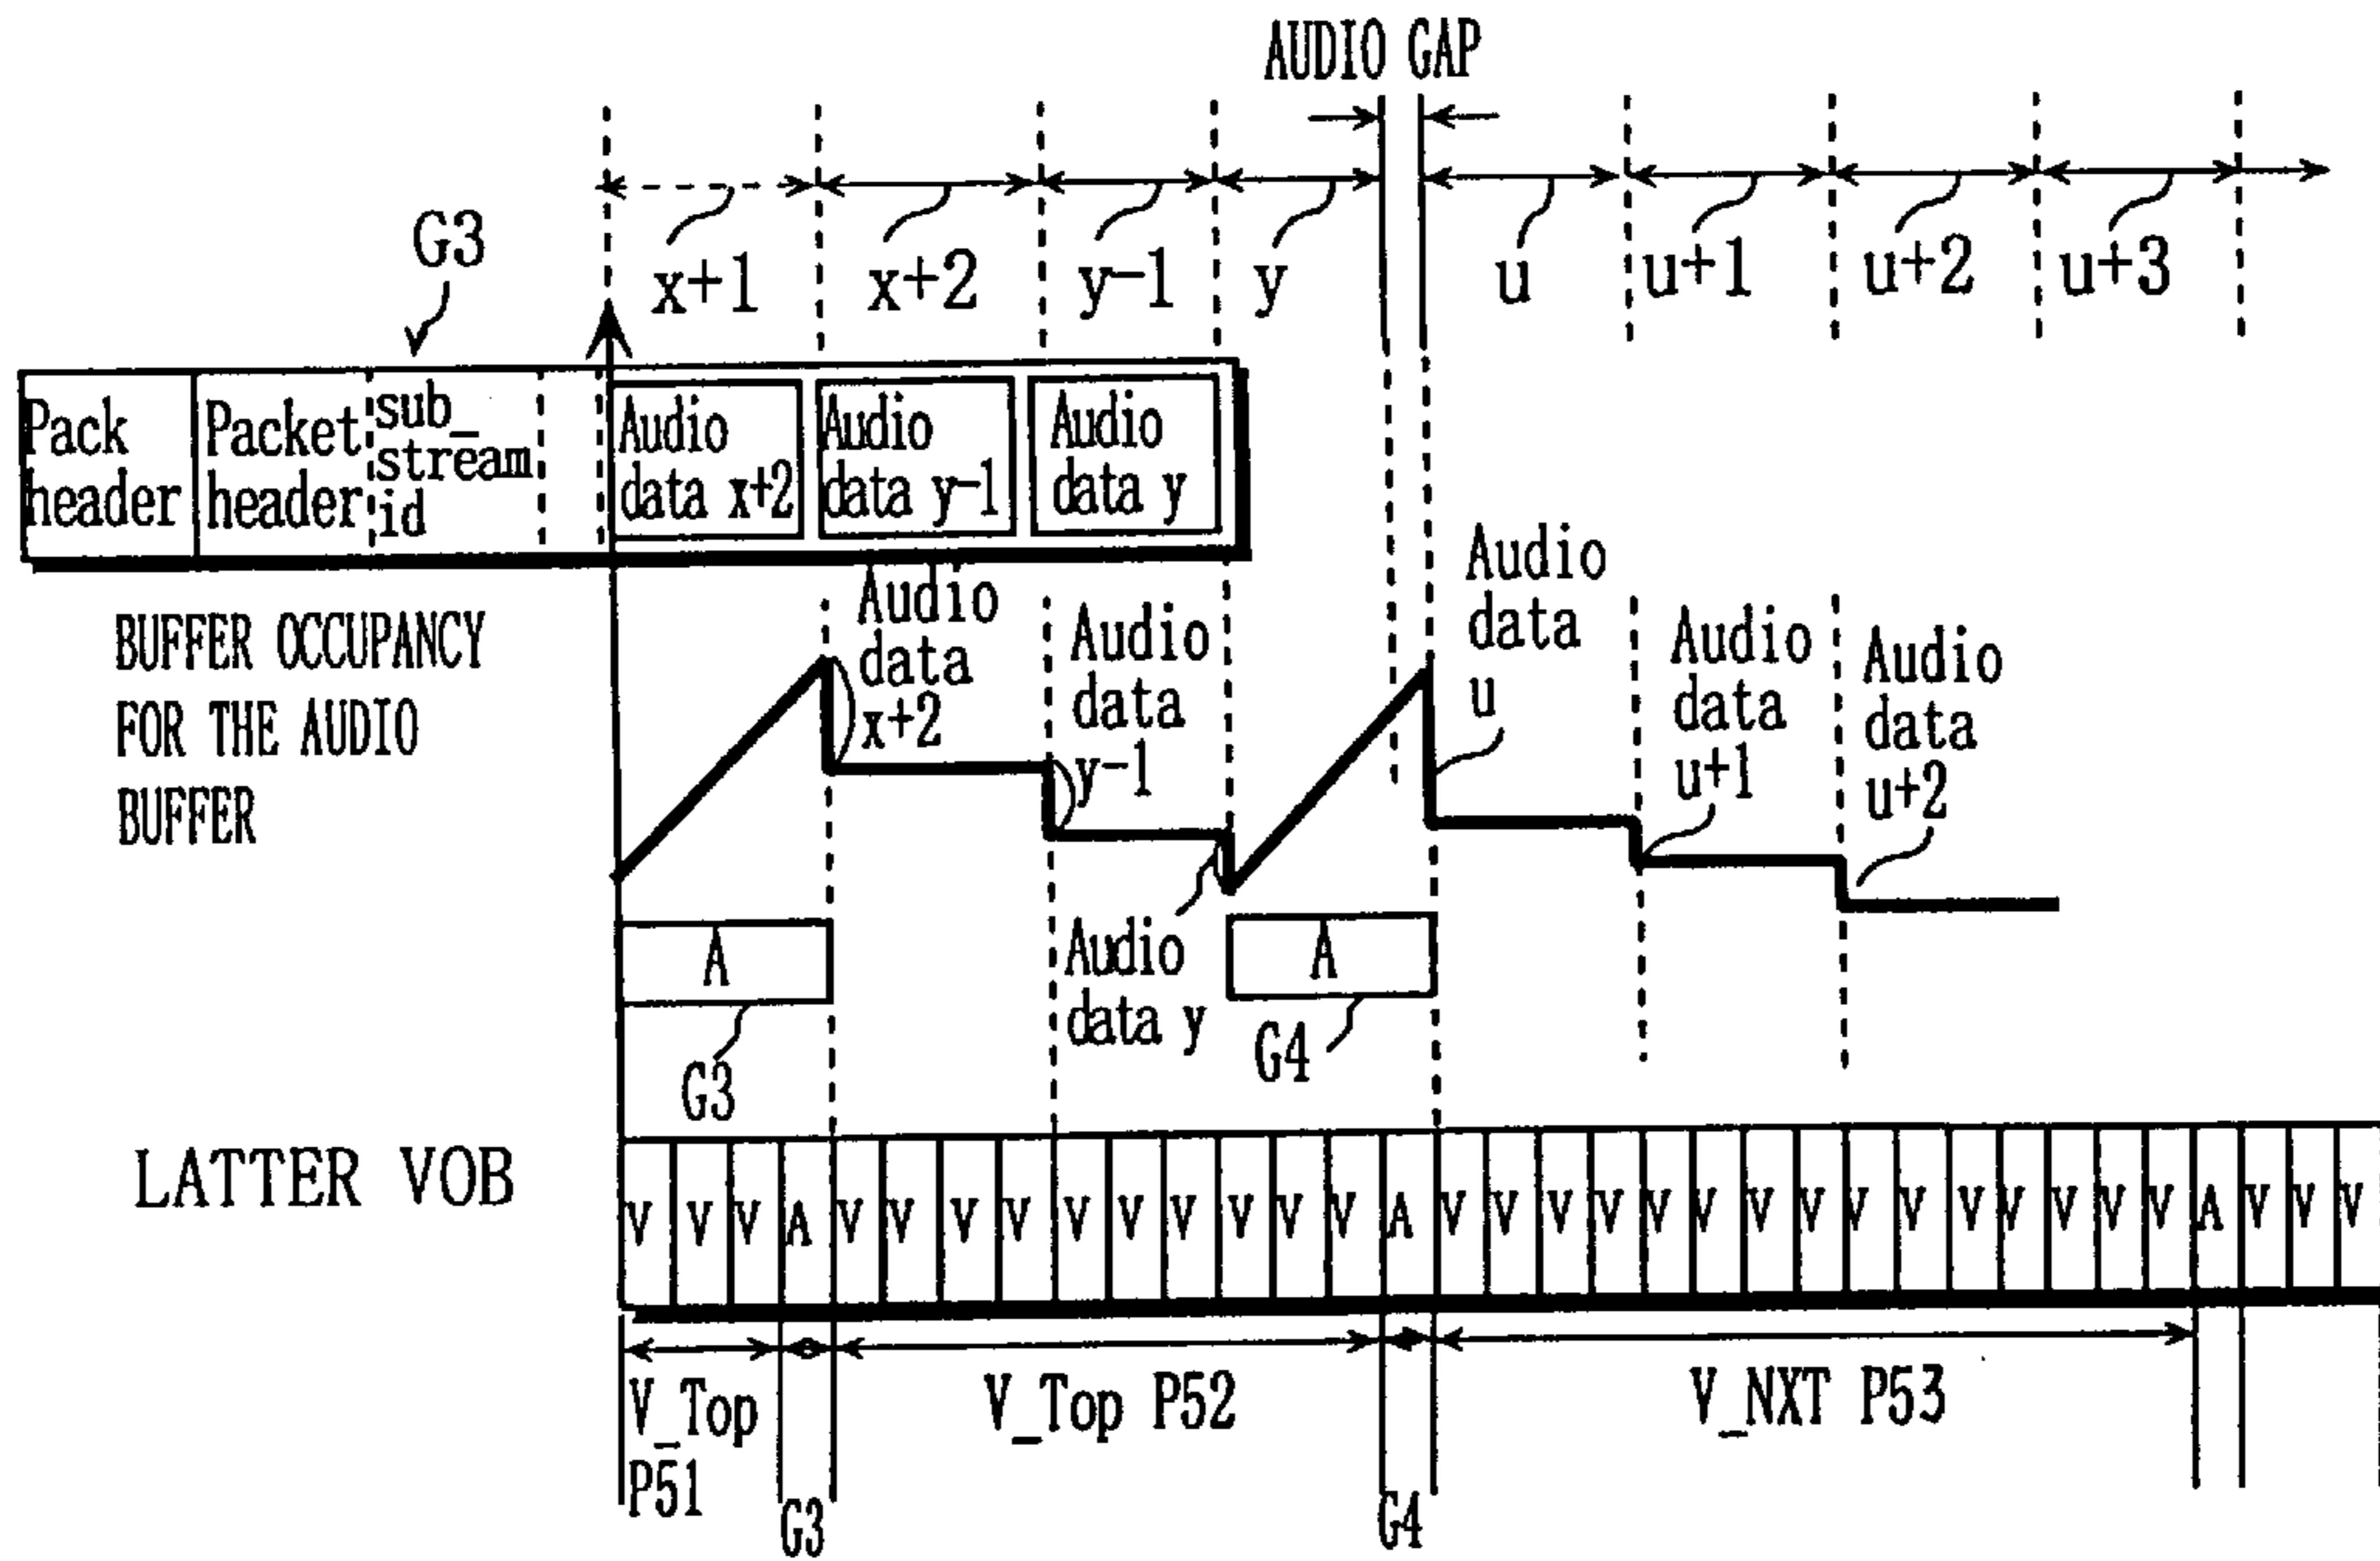 AUDIO GAP
G3
x+1
x+2
y-1
y
u
u+1
u+2
u+3
Pack
header
Packet
header
sub_
stream
id
Audio
data x+2
Audio
data y-1
Audio
data y
BUFFER OCCUPANCY
FOR THE AUDIO
BUFFER
Audio
data
x+2
Audio
data
y-1
Audio
data
u
Audio
data
u+1
Audio
data
u+2
A
G3
Audio
data y
A
G4
LATTER VOB
V V V A V V V V V V V V V V A V V V V V V V V V V V V V V V A V V V
V_Top
P51
G3
V_Top P52
G4
V_NXT P53